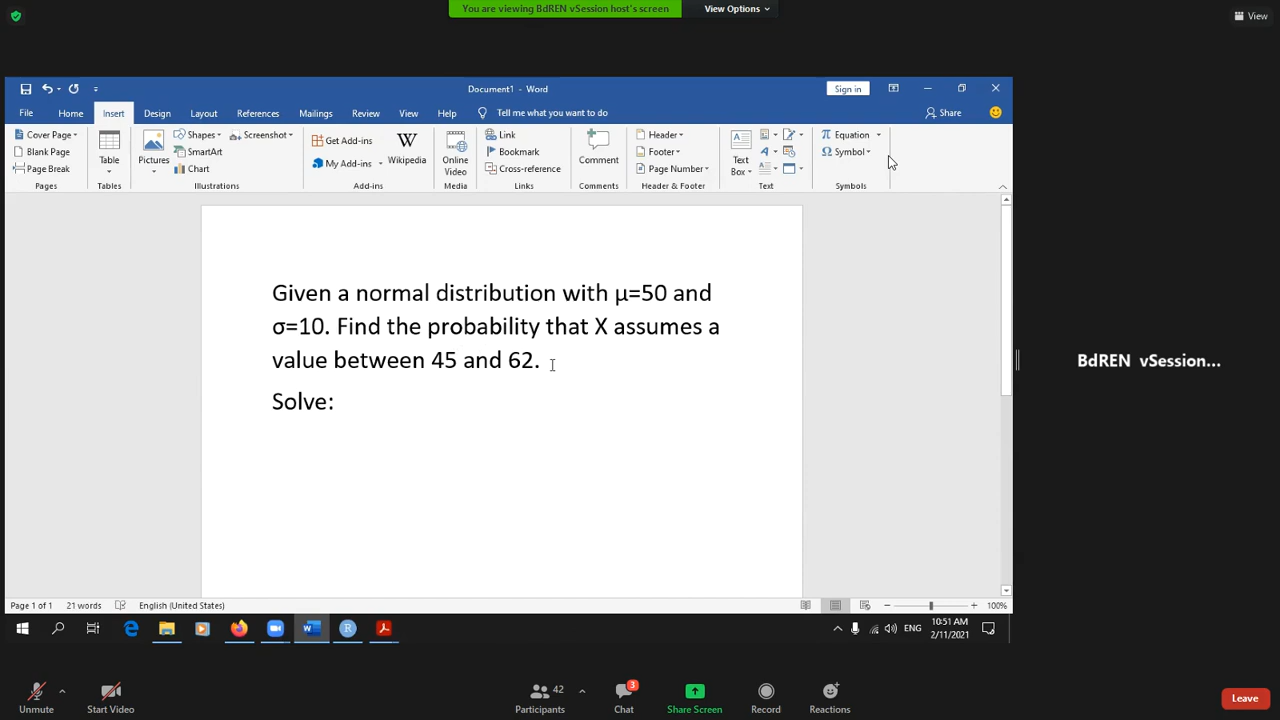 You are viewing BdREN vSession host's screen
View Options
View
Document1 - Word
Sign in
File Home Insert Design Layout References Mailings Review View Help Tell me what you want to do Share
Cover Page
Blank Page
Page Break
Pages
Table
Tables
Pictures
Shapes
SmartArt
Chart
Screenshot
Illustrations
Get Add-ins
My Add-ins
Wikipedia
Add-ins
Online
Video
Media
Link
Bookmark
Cross-reference
Links
Comment
Comments
Header
Footer
Page Number
Header & Footer
Text
Box
Text
π Equation
Ω Symbol
Symbols
Given a normal distribution with μ=50 and
σ=10. Find the probability that X assumes a
value between 45 and 62.
Solve:
BdREN vSession...
Page 1 of 1 21 words English (United States) 100%
ENG
10:51 AM
2/11/2021
Unmute
Start Video
42
Participants
3
Chat
Share Screen
Record
Reactions
Leave